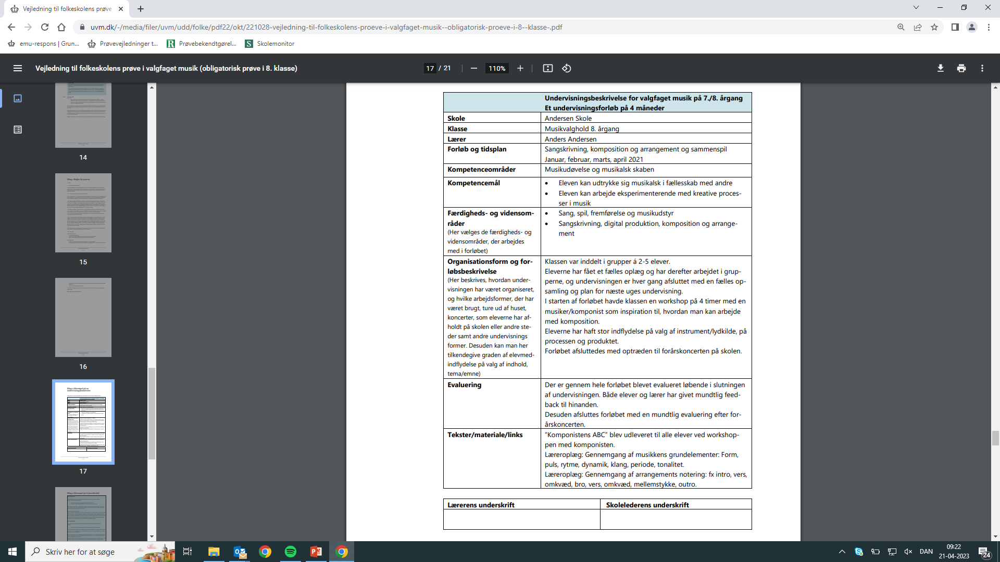 Vejledning til folkeskolens prøve
uvm.dk/-/media/filer/uvm/udd/folke/pdf22/okt/221028-vejledning-til-folkeskolens-proeve-i-valgfaget-musik--obligatorisk-proeve-i-8--klasse-.pdf
emu-respons | Grun...
Prøvevejledninger t...
Prøvebekendtgørel...
Skolemonitor
Vejledning til folkeskolens prøve i valgfaget musik (obligatorisk prøve i 8. klasse)
17 / 21
110%
14
15
16
17
Undervisningsbeskrivelse for valgfaget musik på 7./8. årgang
Et undervisningsforløb på 4 måneder
Skole
Andersen Skole
Klasse
Musikvalghold 8. årgang
Lærer
Anders Andersen
Forløb og tidsplan
Sangskrivning, komposition og arrangement og sammenspil
Januar, februar, marts, april 2021
Kompetenceområder
Musikudøvelse og musikalsk skaben
Kompetencemål
• Eleven kan udtrykke sig musikalsk i fællesskab med andre
• Eleven kan arbejde eksperimenterende med kreative proces-
ser i musik
Færdigheds- og vidensom-
råder
(Her vælges de færdigheds- og
vidensområder, der arbejdes
med i forløbet)
• Sang, spil, fremførelse og musikudstyr
• Sangskrivning, digital produktion, komposition og arrange-
ment
Organisationsform og for-
løbsbeskrivelse
(Her beskrives, hvordan under-
visningen har været organiseret,
og hvilke arbejdsformer, der har
været brugt, ture ud af huset,
koncerter, som eleverne har af-
holdt på skolen eller andre ste-
der samt andre undervisnings
former. Desuden kan man her
tilkendegive graden af elevmed-
indflydelse på valg af indhold,
tema/emne)
Klassen var inddelt i grupper á 2-5 elever.
Eleverne har fået et fælles oplæg og har derefter arbejdet i grup-
perne, og undervisningen er hver gang afsluttet med en fælles op-
samling og plan for næste uges undervisning.
I starten af forløbet havde klassen en workshop på 4 timer med en
musiker/komponist som inspiration til, hvordan man kan arbejde
med komposition.
Eleverne har haft stor indflydelse på valg af instrument/lydkilde, på
processen og produktet.
Forløbet afsluttedes med optræden til forårskoncerten på skolen.
Evaluering
Der er gennem hele forløbet blevet evalueret løbende i slutningen
af undervisningen. Både elever og lærer har givet mundtlig feed-
back til hinanden.
Desuden afsluttes forløbet med en mundtlig evaluering efter for-
årskoncerten.
Tekster/materiale/links
"Komponistens ABC" blev udleveret til alle elever ved workshop-
pen med komponisten.
Læreroplæg: Gennemgang af musikkens grundelementer: Form,
puls, rytme, dynamik, klang, periode, tonalitet.
Læreroplæg: Gennemgang af arrangements notering: fx intro, vers,
omkvæd, bro, vers, omkvæd, mellemstykke, outro.
Lærerens underskrift
Skolelederens underskrift
Skriv her for at søge
DAN
09:22
21-04-2023
24